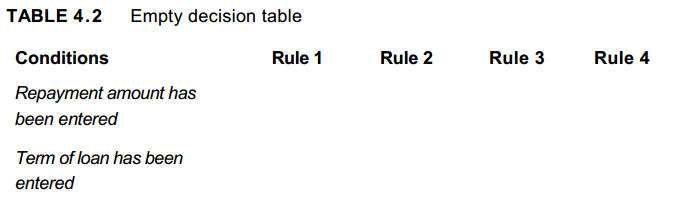 TABLE 4.2 Empty decision table
Conditions Rule 1 Rule 2 Rule 3 Rule 4
Repayment amount has
been entered
Term of loan has been
entered